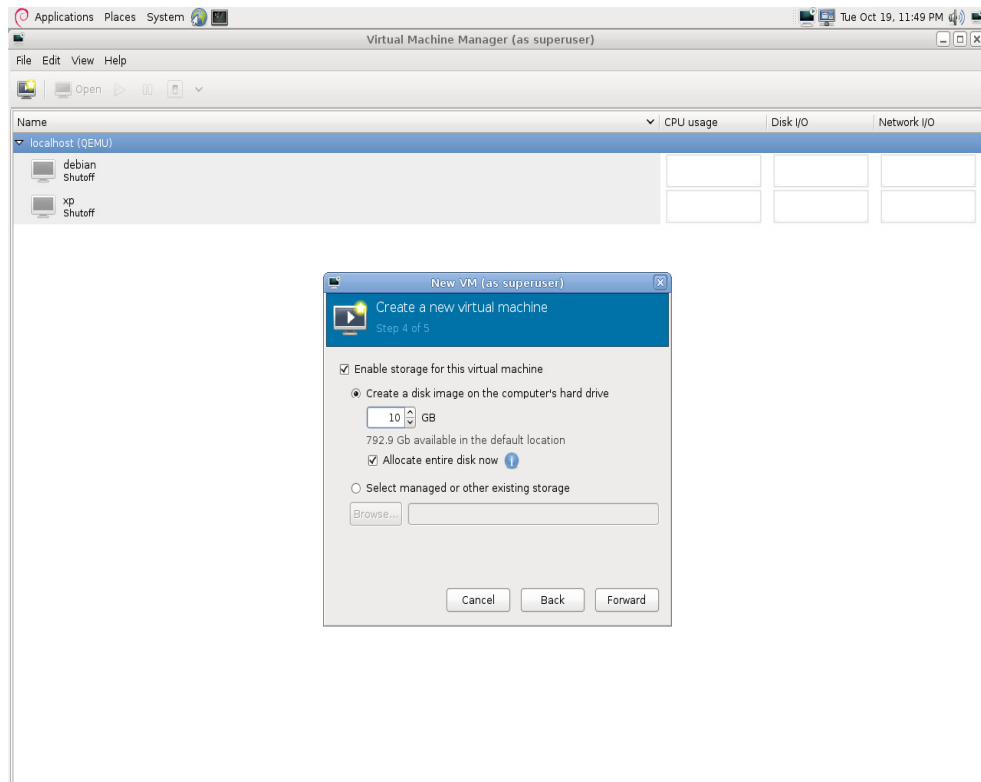 Applications Places System Tue Oct 19, 11:49 PM
Virtual Machine Manager (as superuser)
File Edit View Help
Open
Name CPU usage Disk I/O Network I/O
localhost (QEMU)
debian
Shutoff
xp
Shutoff
New VM (as superuser)
Create a new virtual machine
Step 4 of 5
Enable storage for this virtual machine
Create a disk image on the computer's hard drive
10 GB
792.9 Gb available in the default location
Allocate entire disk now
Select managed or other existing storage
Browse...
Cancel Back Forward